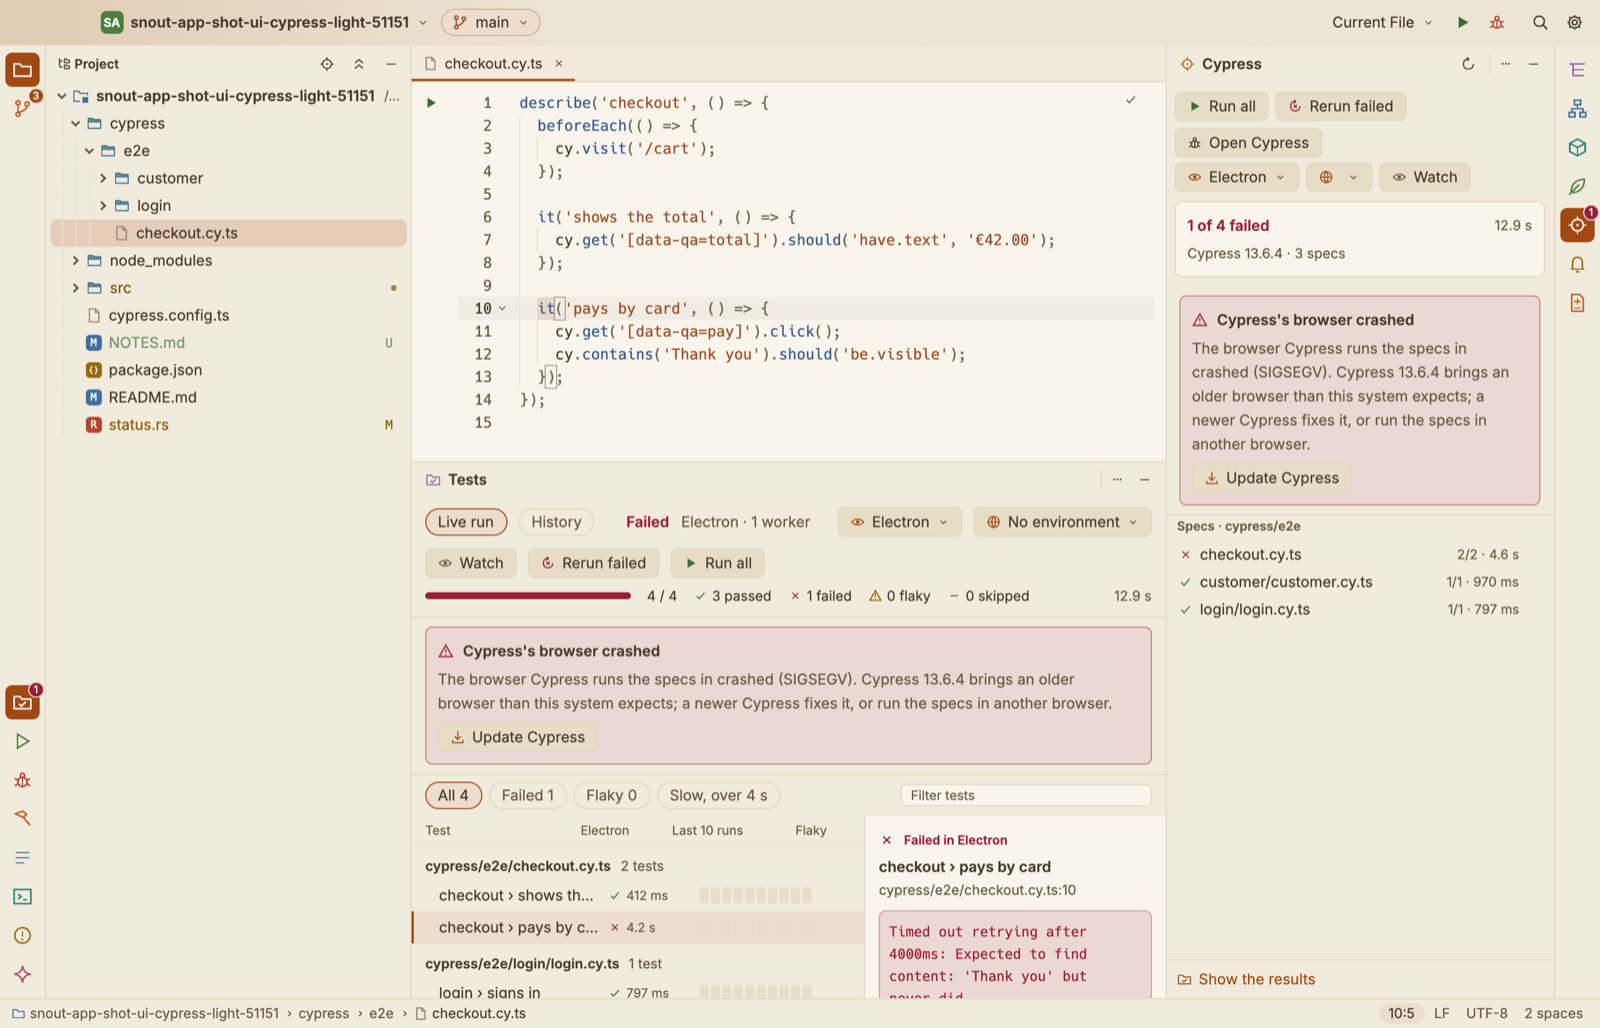 SA snout-app-shot-ui-cypress-light-51151
main
Current File
Project
snout-app-shot-ui-cypress-light-51151 /...
cypress
e2e
customer
login
checkout.cy.ts
node_modules
src
cypress.config.ts
NOTES.md U
package.json
README.md
status.rs M
3
1
checkout.cy.ts
1 describe('checkout', () => {
2 beforeEach(() => {
3 cy.visit('/cart');
4 });
5
6 it('shows the total', () => {
7 cy.get('[data-qa=total]').should('have.text', '€42.00');
8 });
9
10 it('pays by card', () => {
11 cy.get('[data-qa=pay]').click();
12 cy.contains('Thank you').should('be.visible');
13 });
14 });
15
Tests
Live run History Failed Electron · 1 worker Electron No environment
Watch Rerun failed Run all
4 / 4 3 passed 1 failed 0 flaky 0 skipped 12.9 s
Cypress's browser crashed
The browser Cypress runs the specs in crashed (SIGSEGV). Cypress 13.6.4 brings an older
browser than this system expects; a newer Cypress fixes it, or run the specs in another browser.
Update Cypress
All 4 Failed 1 Flaky 0 Slow, over 4 s Filter tests
Test Electron Last 10 runs Flaky
cypress/e2e/checkout.cy.ts 2 tests
checkout › shows th... 412 ms
checkout › pays by c... 4.2 s
cypress/e2e/login/login.cy.ts 1 test
login › signs in 797 ms
Failed in Electron
checkout › pays by card
cypress/e2e/checkout.cy.ts:10
Timed out retrying after
4000ms: Expected to find
content: 'Thank you' but
never did
Cypress
Run all Rerun failed
Open Cypress
Electron Watch
1 of 4 failed 12.9 s
Cypress 13.6.4 · 3 specs
Cypress's browser crashed
The browser Cypress runs the specs in
crashed (SIGSEGV). Cypress 13.6.4 brings an
older browser than this system expects; a
newer Cypress fixes it, or run the specs in
another browser.
Update Cypress
Specs · cypress/e2e
checkout.cy.ts 2/2 · 4.6 s
customer/customer.cy.ts 1/1 · 970 ms
login/login.cy.ts 1/1 · 797 ms
Show the results
1
snout-app-shot-ui-cypress-light-51151 › cypress › e2e › checkout.cy.ts
10:5 LF UTF-8 2 spaces